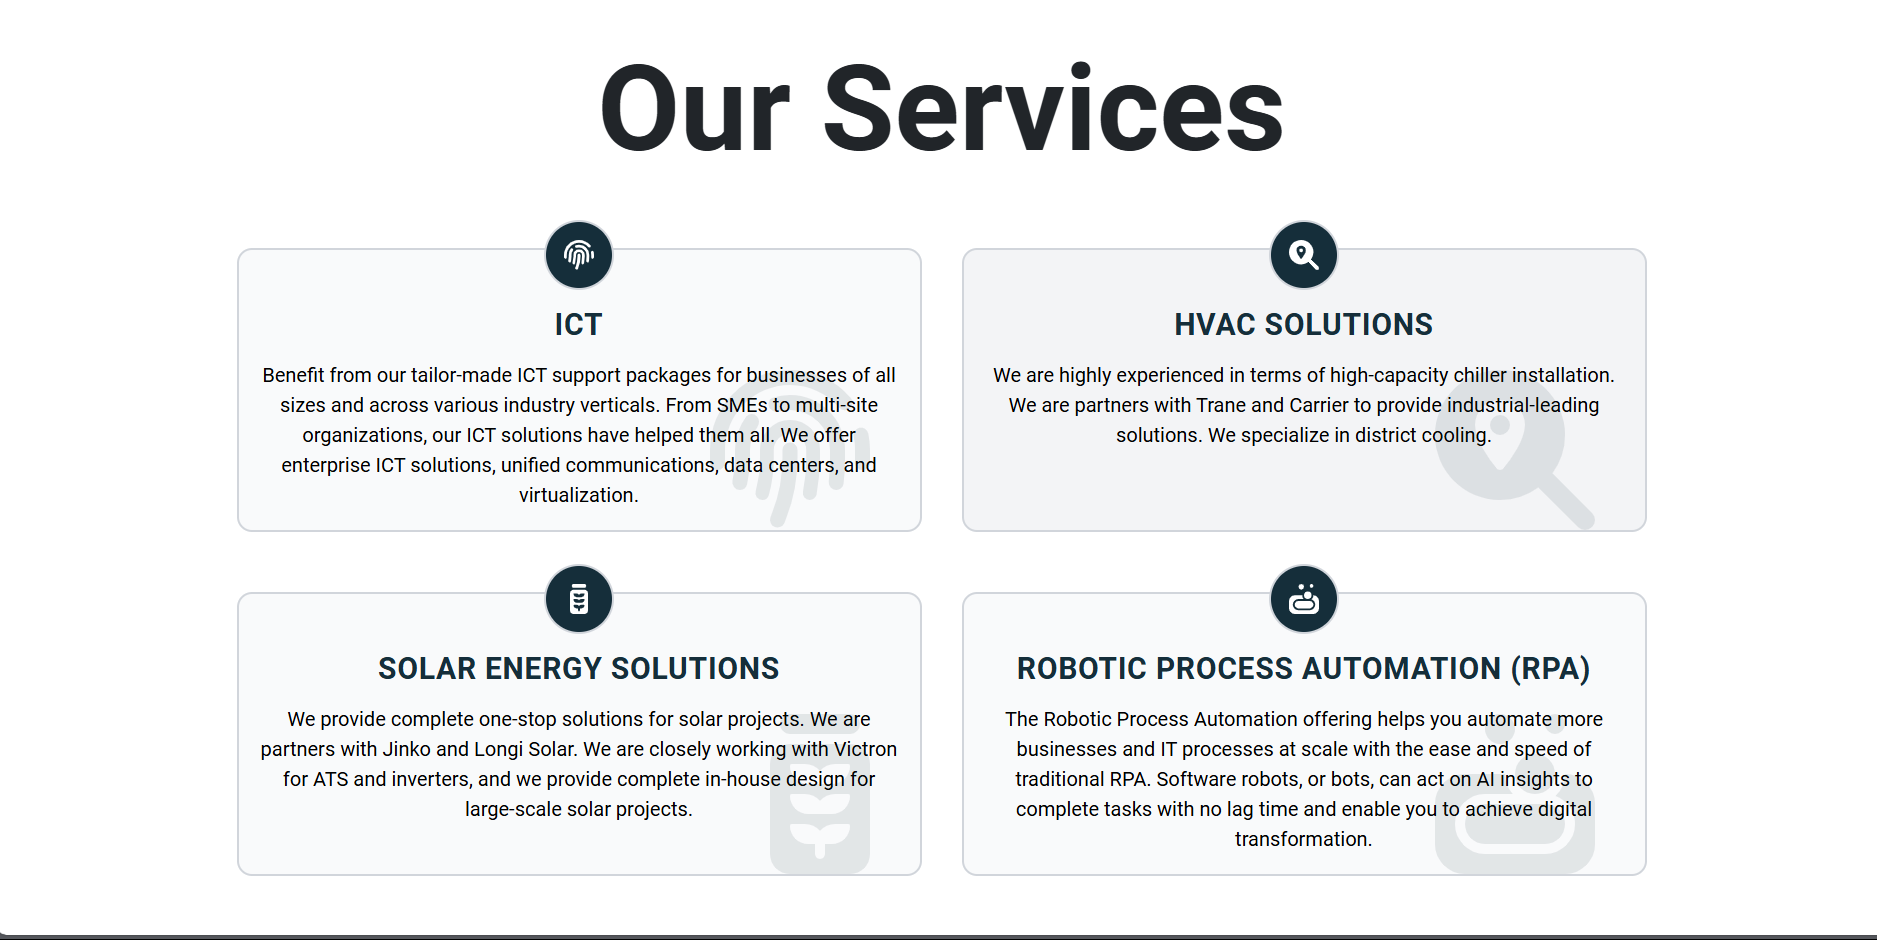 Our Services
ICT
Benefit from our tailor-made ICT support packages for businesses of all
sizes and across various industry verticals. From SMEs to multi-site
organizations, our ICT solutions have helped them all. We offer
enterprise ICT solutions, unified communications, data centers, and
virtualization.
HVAC SOLUTIONS
We are highly experienced in terms of high-capacity chiller installation.
We are partners with Trane and Carrier to provide industrial-leading
solutions. We specialize in district cooling.
SOLAR ENERGY SOLUTIONS
We provide complete one-stop solutions for solar projects. We are
partners with Jinko and Longi Solar. We are closely working with Victron
for ATS and inverters, and we provide complete in-house design for
large-scale solar projects.
ROBOTIC PROCESS AUTOMATION (RPA)
The Robotic Process Automation offering helps you automate more
businesses and IT processes at scale with the ease and speed of
traditional RPA. Software robots, or bots, can act on AI insights to
complete tasks with no lag time and enable you to achieve digital
transformation.